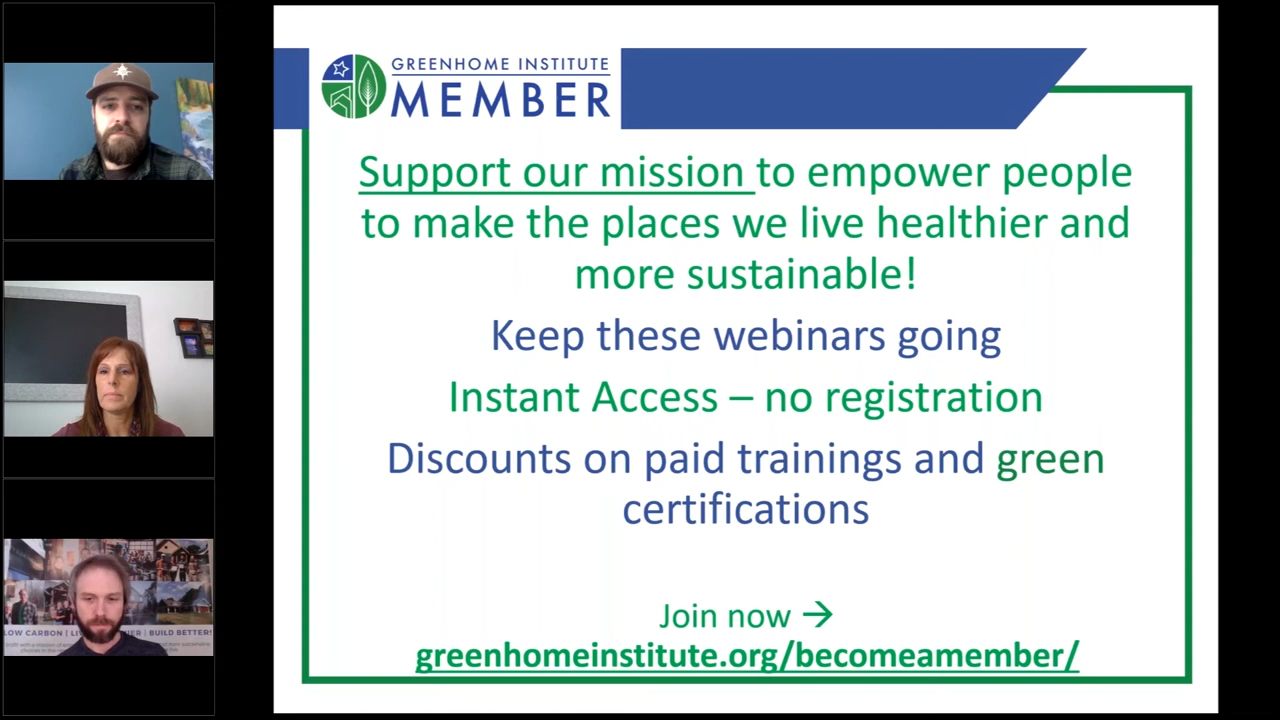 GREENHOME INSTITUTE
MEMBER
Support our mission to empower people
to make the places we live healthier and
more sustainable!
Keep these webinars going
Instant Access – no registration
Discounts on paid trainings and green
certifications
Join now →
greenhomeinstitute.org/becomeamember/
LOW CARBON | BUILD BETTER!